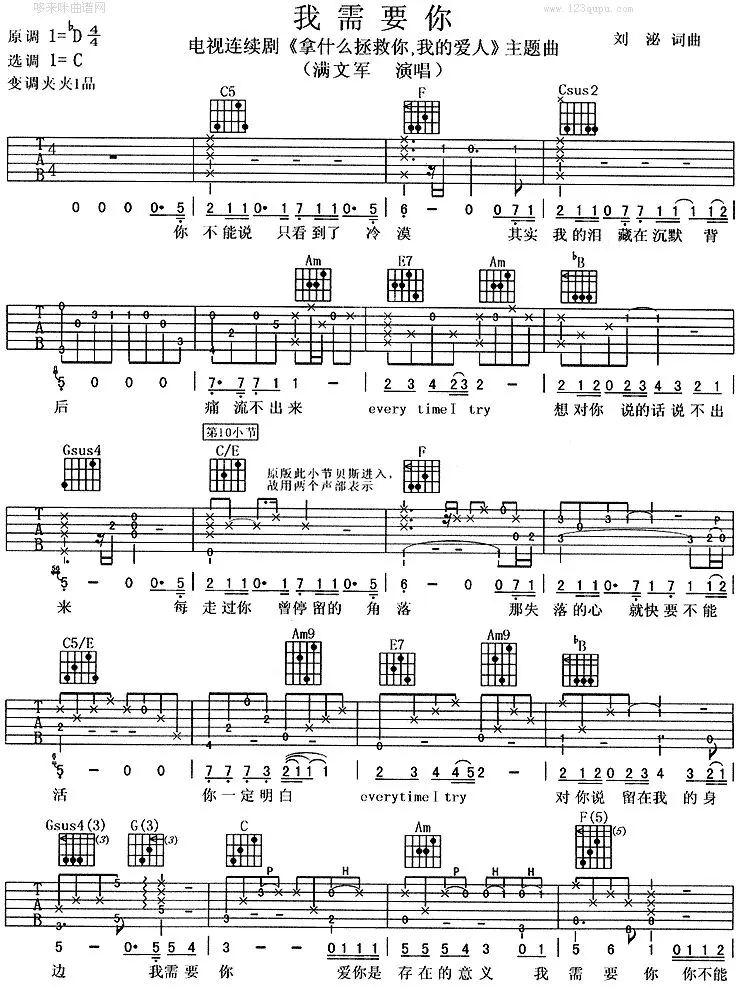 哆来咪曲谱网
www.123qupu.com
我需要你
原调 1=♭D 4/4
选调 1=C
变调夹夹1品
电视连续剧《拿什么拯救你,我的爱人》主题曲
(满文军 演唱)
刘 泌 词曲
C5 F Csus2
0 0 0 0· 5 2 1 1 0· 1 7 1 1 0· 5 6 - 0 0 7 1 2 1 1 0 7 7 1 1 1 1 2
你 不能说 只看到了 冷 漠 其实 我的泪 藏在沉默 背
Am E7 Am ♭B
5 0 0 0 7· 7 7 1 1 - 2 3 4 2 3 2 - 2 1 2 0 2 3 4 3 2 1
后 痛 流不出来 every time I try 想对你 说的话说不出
第10小节
Gsus4 C/E F
原版此小节贝斯进入,
故用两个声部表示
5 - 0 0· 5 2 1 1 0· 1 7 1 1 0· 5 6 - 0 0 7 1 2 1 1 0· 7 7 1 1 1 2
来 每 走过你 曾停留的 角 落 那失 落的心 就快要不能
C5/E Am9 E7 Am9 ♭B
5 - 0 0 7 7 7 3 2 1 1 1 2 3 4 4 5 2 - 2 1 2 0 2 3 4 3 2 1
活 你一定明白 everytime I try 对你说 留在我 的身
Gsus4(3) G(3) C Am F(5)
5 - 0· 5 5 4 3 - 0 1 1 1 5 4 5 4 3 0 1 5 6 1 0 1 1 1
边 我需要 你 爱你是 存在的意义 我 需 要 你 你不能